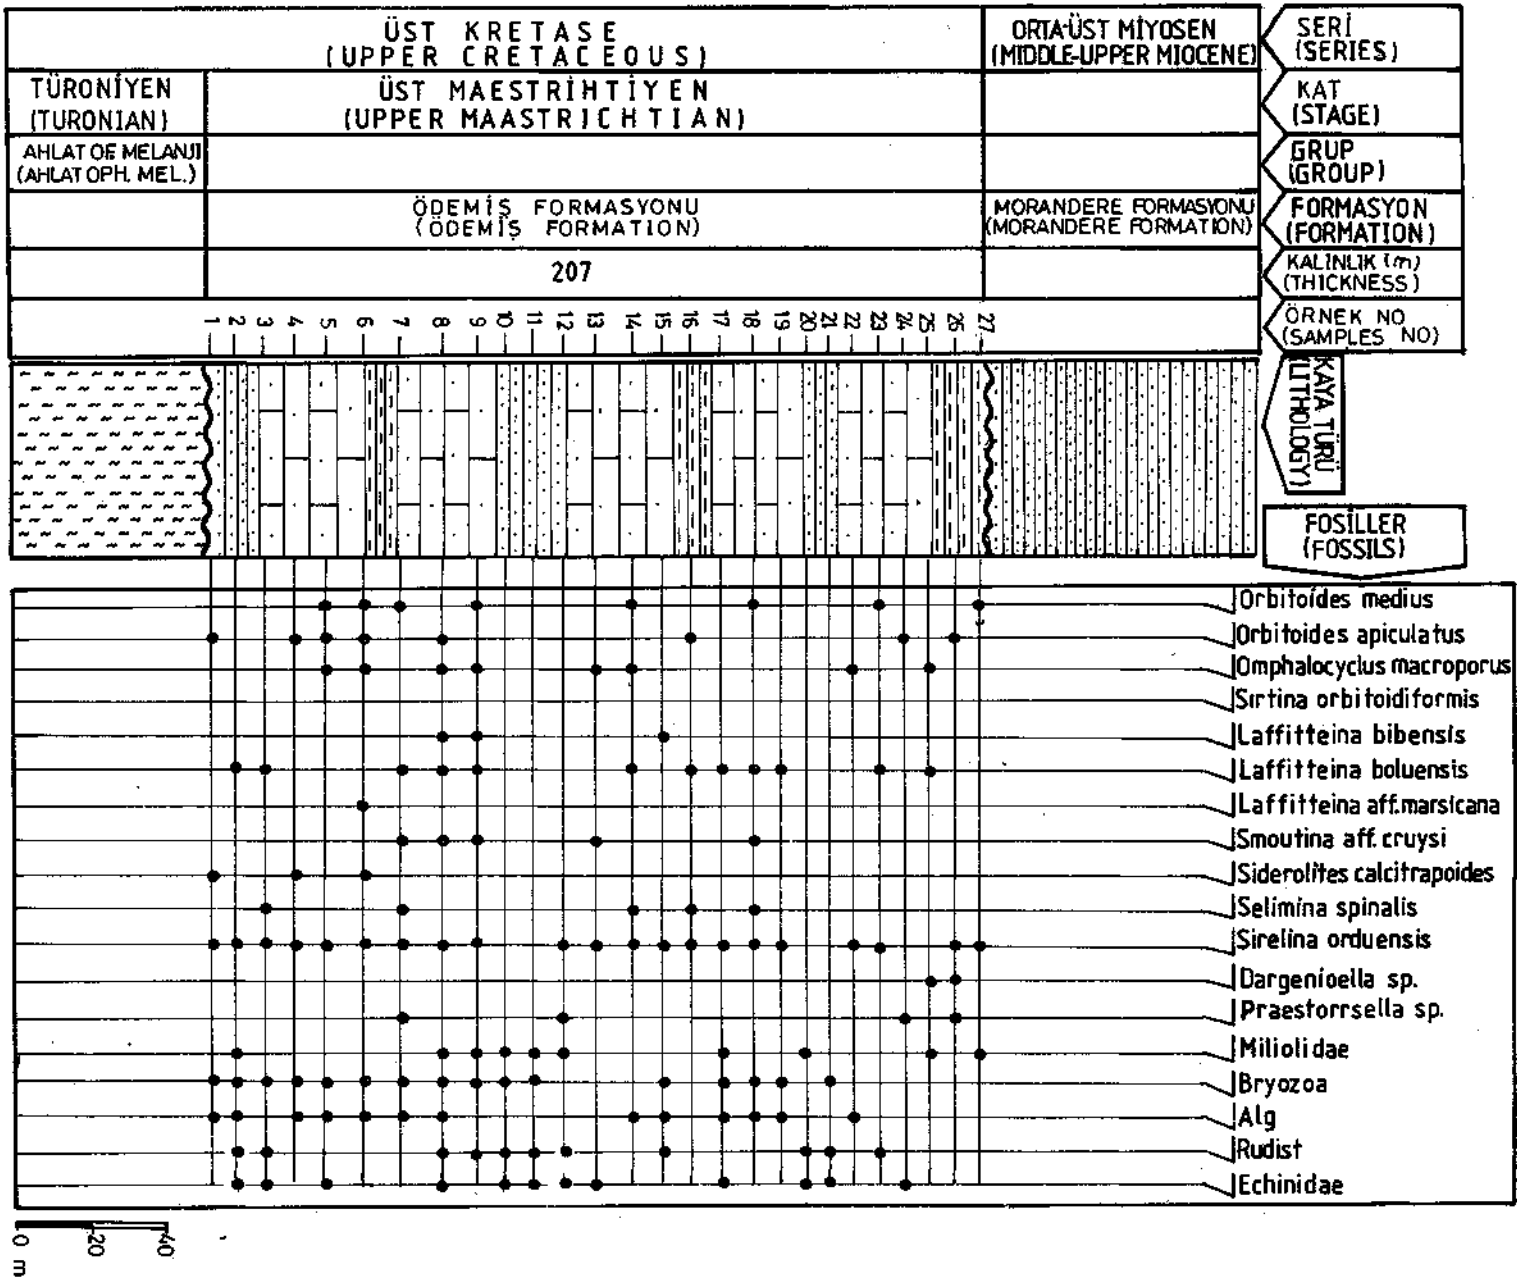 ÜST KRETASE
(UPPER CRETACEOUS)
ORTA-ÜST MİYOSEN
(MIDDLE-UPPER MIOCENE)
SERİ
(SERIES)
TÜRONİYEN
(TURONIAN)
ÜST MAESTRİHTİYEN
(UPPER MAASTRICHTIAN)
KAT
(STAGE)
AHLAT OF MELANJI
(AHLAT OPH. MEL.)
GRUP
(GROUP)
ÖDEMİŞ FORMASYONU
(ÖDEMİŞ FORMATION)
MORANDERE FORMASYONU
(MORANDERE FORMATION)
FORMASYON
(FORMATION)
207
KALINLIK (m)
(THICKNESS)
1 2 3 4 5 6 7 8 9 10 11 12 13 14 15 16 17 18 19 20 21 22 23 24 25 26 27
ÖRNEK NO
(SAMPLES NO)
KAYA TÜRÜ
(LITHOLOGY)
FOSİLLER
(FOSSILS)
Orbitoides medius
Orbitoides apiculatus
Omphalocyclus macroporus
Sirtina orbitoidiformis
Laffitteina bibensis
Laffitteina boluensis
Laffitteina aff.marsicana
Smoutina aff. cruysi
Siderolites calcitrapoides
Selimina spinalis
Sirelina orduensis
Dargenioella sp.
Praestorrsella sp.
Miliolidae
Bryozoa
Alg
Rudist
Echinidae
0 20 40
m